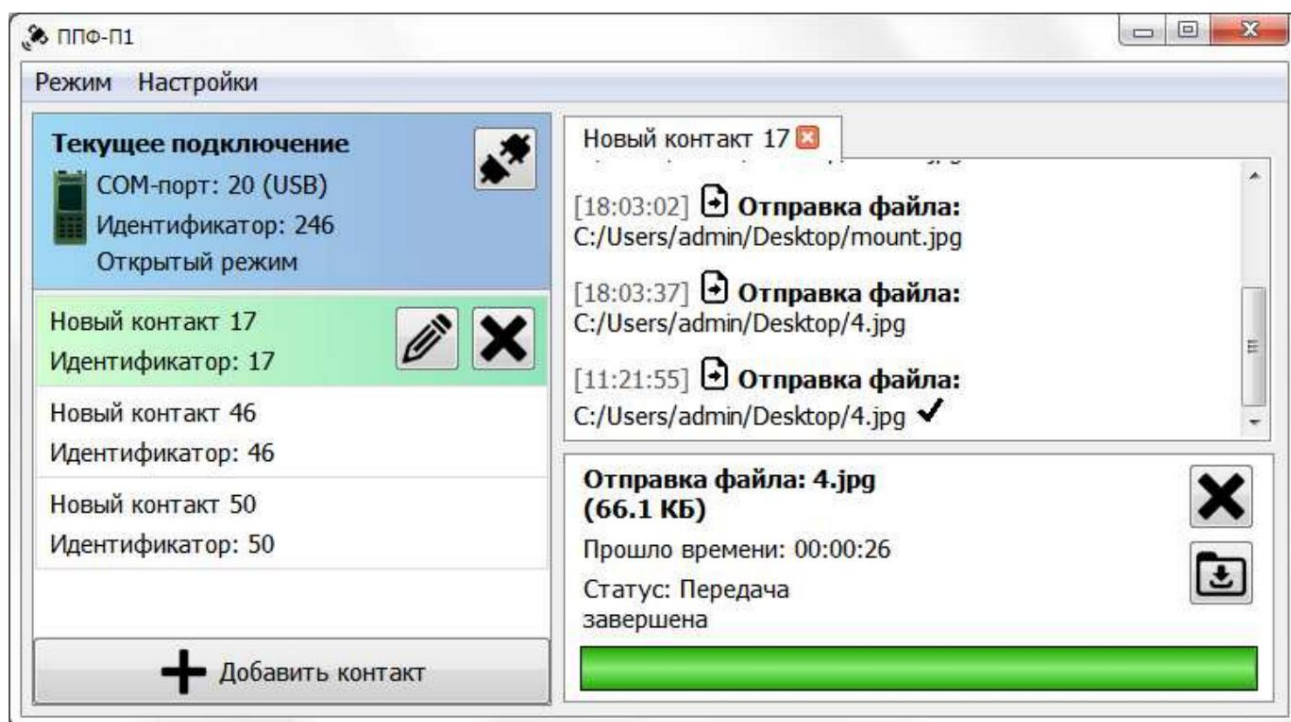 ППФ-П1
Режим Настройки
Текущее подключение
COM-порт: 20 (USB)
Идентификатор: 246
Открытый режим
Новый контакт 17
Идентификатор: 17
Новый контакт 46
Идентификатор: 46
Новый контакт 50
Идентификатор: 50
Добавить контакт
Новый контакт 17
[18:03:02] Отправка файла:
C:/Users/admin/Desktop/mount.jpg
[18:03:37] Отправка файла:
C:/Users/admin/Desktop/4.jpg
[11:21:55] Отправка файла:
C:/Users/admin/Desktop/4.jpg
Отправка файла: 4.jpg
(66.1 КБ)
Прошло времени: 00:00:26
Статус: Передача
завершена